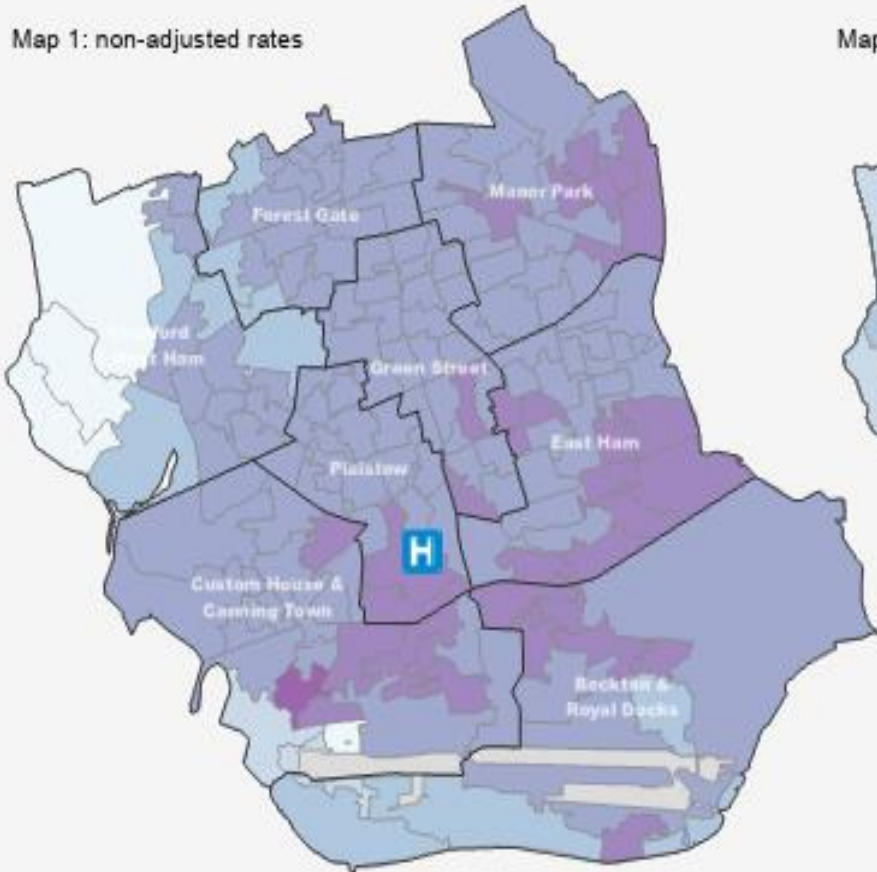 Map 1: non-adjusted rates
Map
Manor Park
Forest Gate
Ham
Green Street
East Ham
Plaistow
H
Custom House &
Canning Town
Beckton &
Royal Docks